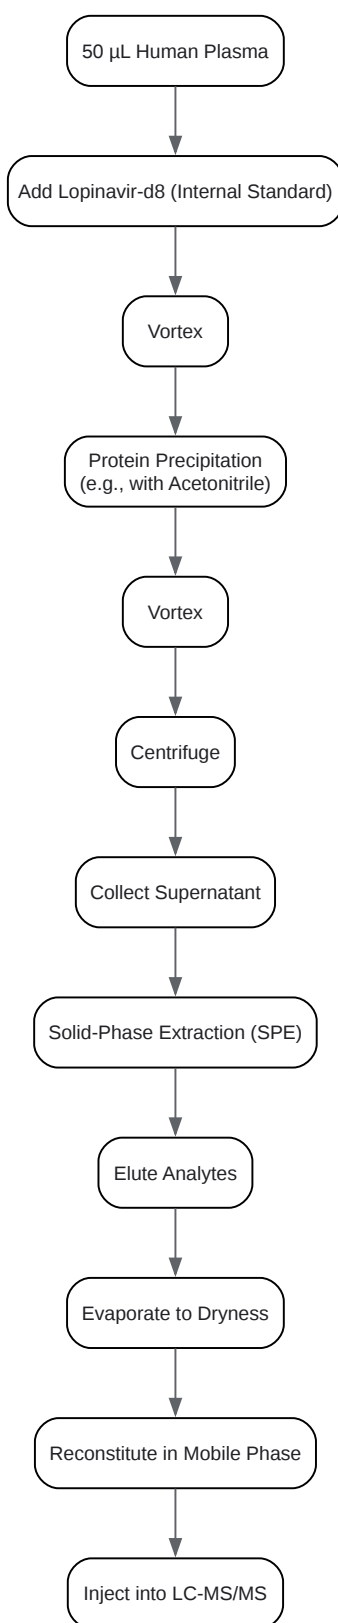 50 µL Human Plasma
Add Lopinavir-d8 (Internal Standard)
Vortex
Protein Precipitation
(e.g., with Acetonitrile)
Vortex
Centrifuge
Collect Supernatant
Solid-Phase Extraction (SPE)
Elute Analytes
Evaporate to Dryness
Reconstitute in Mobile Phase
Inject into LC-MS/MS